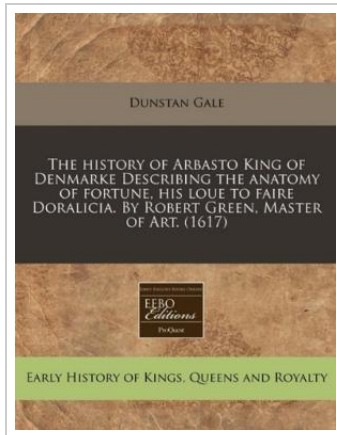 DUNSTAN GALE
THE HISTORY OF ARBASTO KING OF
DENMARKE DESCRIBING THE ANATOMY
OF FORTUNE, HIS LOUE TO FAIRE
DORALICIA. BY ROBERT GREEN, MASTER
OF ART. (1617)
EEBO
Editions
ProQuest
EARLY HISTORY OF KINGS, QUEENS AND ROYALTY